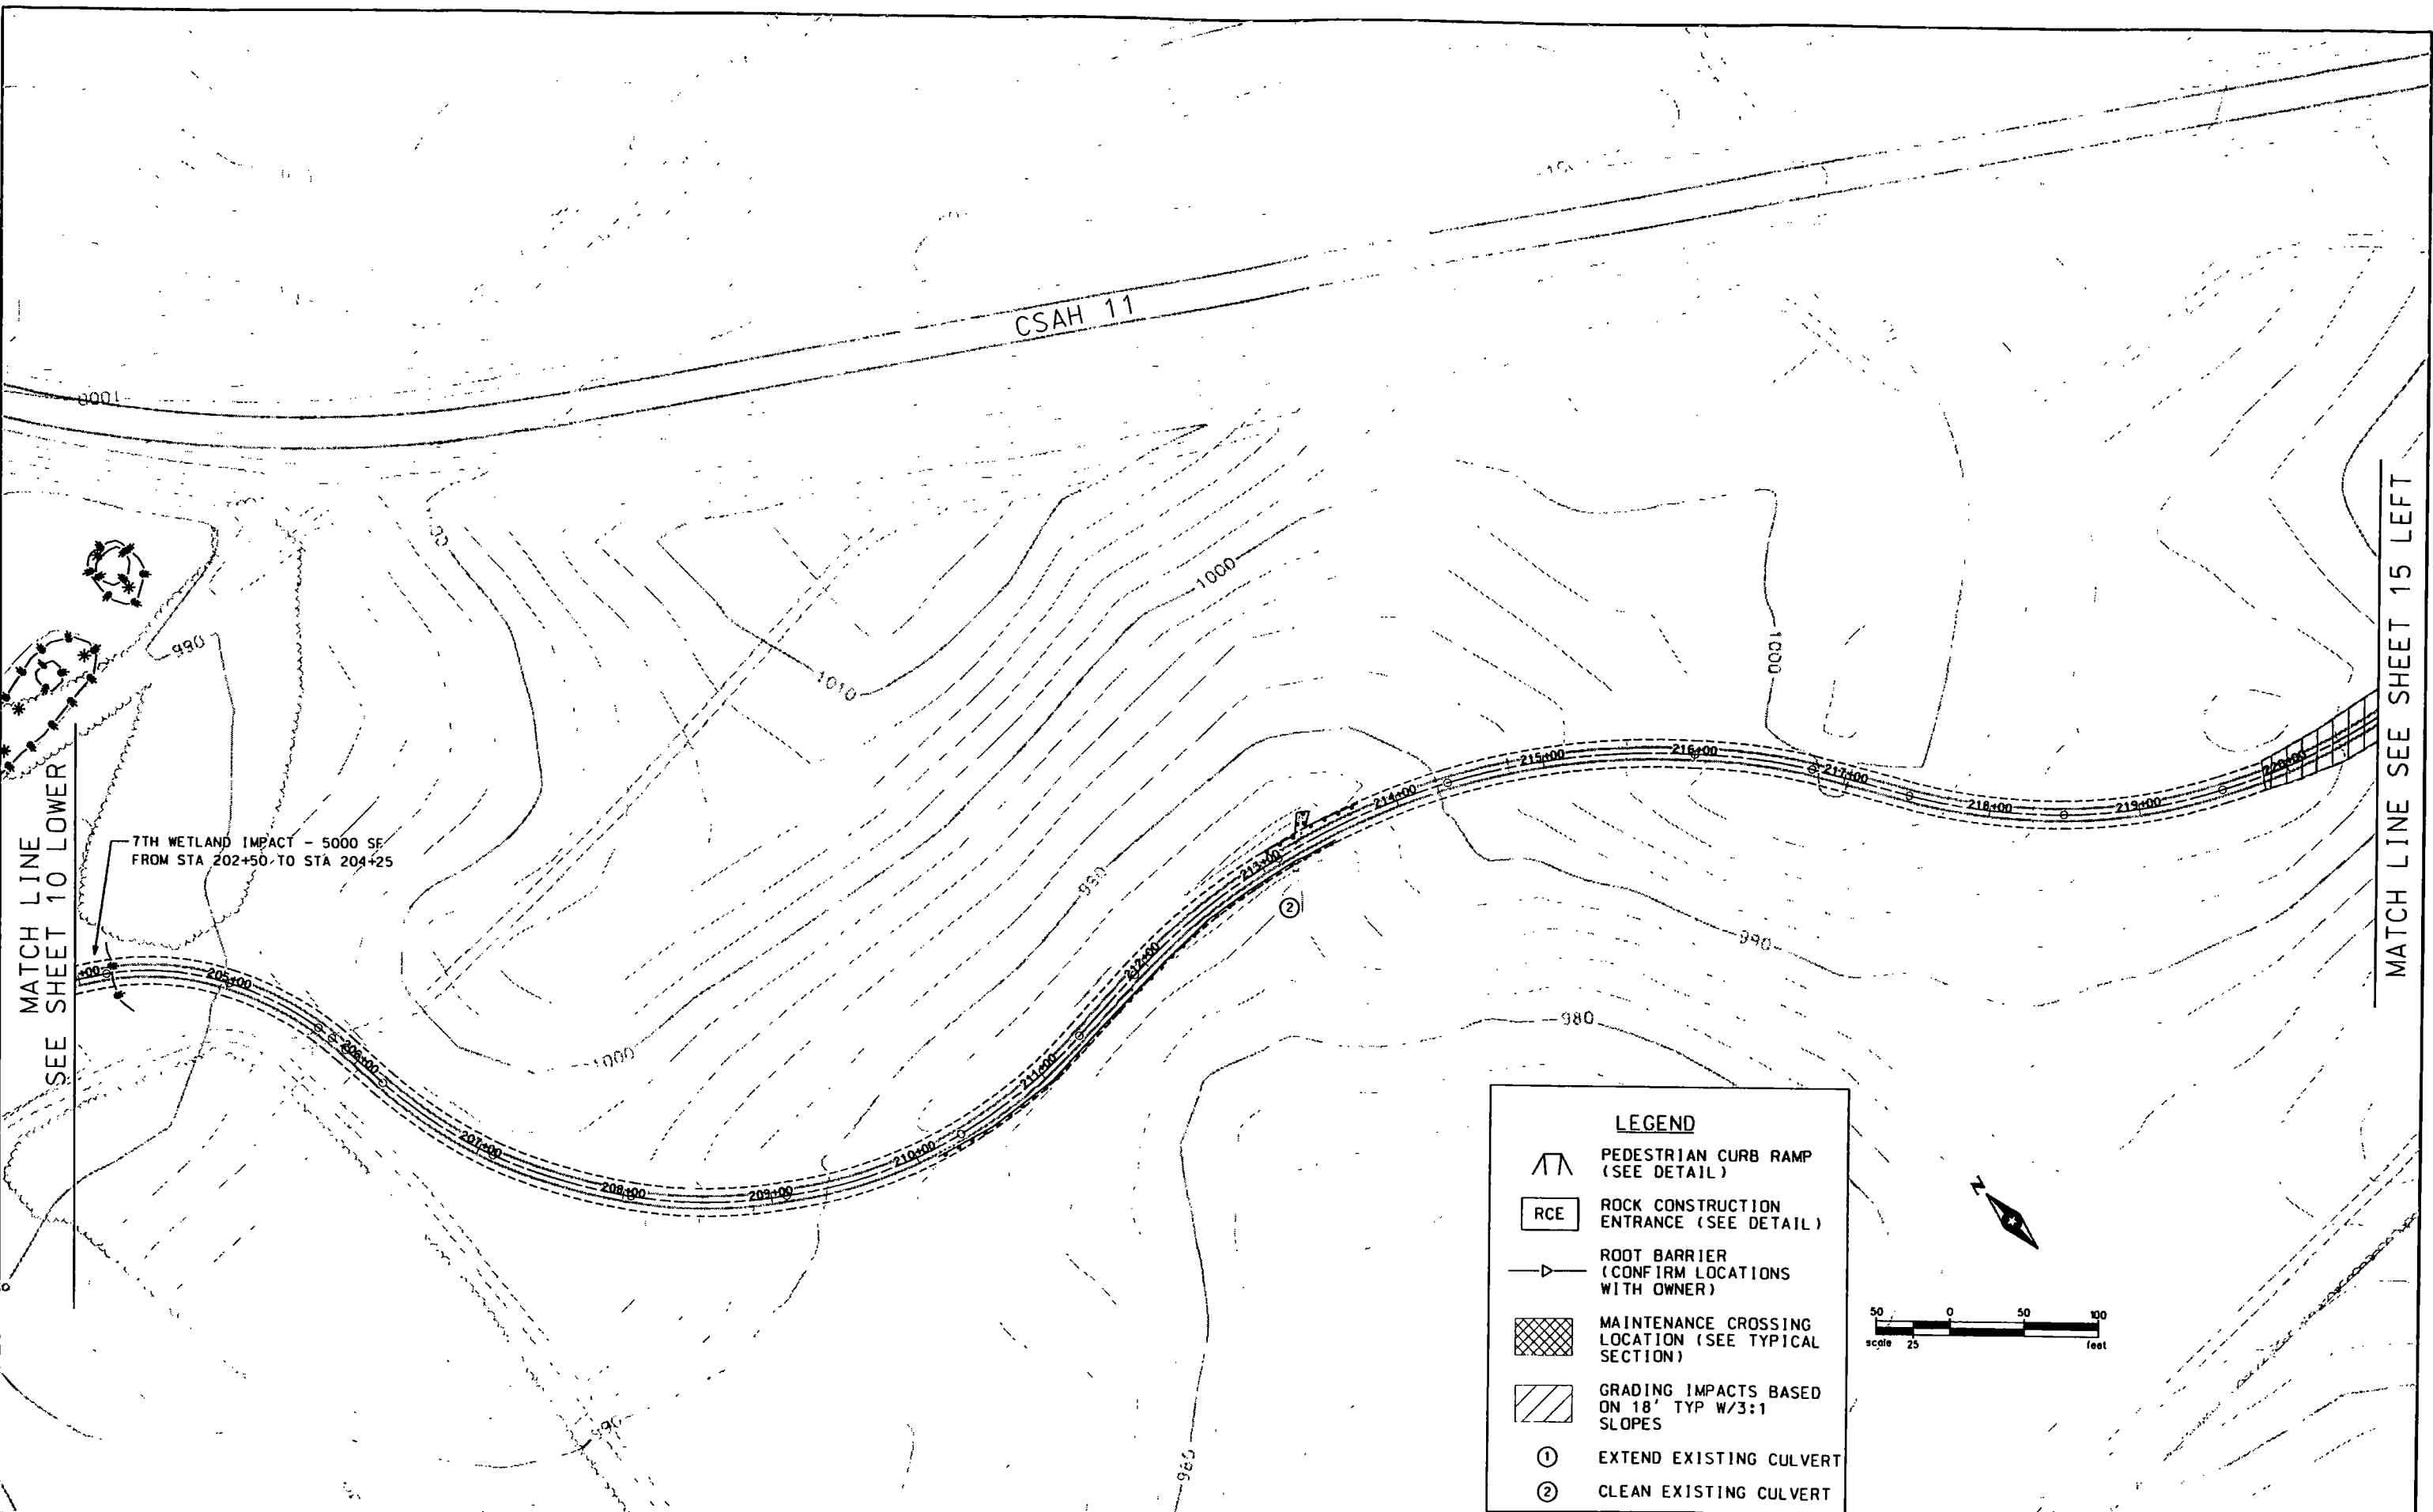 CSAH 11
1000
990
1010
1000
1000
MATCH LINE SEE SHEET 15 LEFT
MATCH LINE
SEE SHEET 10 LOWER
7TH WETLAND IMPACT - 5000 SF
FROM STA 202+50 TO STA 204+25
+00
205+00
206+00
207+00
208+00
209+00
210+00
211+00
212+00
213+00
214+00
215+00
216+00
217+00
218+00
219+00
220+00
2
990
990
980
1000
990
980
N
50 0 50 100
scale 25 feet
LEGEND
PEDESTRIAN CURB RAMP
(SEE DETAIL)
RCE
ROCK CONSTRUCTION
ENTRANCE (SEE DETAIL)
ROOT BARRIER
(CONFIRM LOCATIONS
WITH OWNER)
MAINTENANCE CROSSING
LOCATION (SEE TYPICAL
SECTION)
GRADING IMPACTS BASED
ON 18' TYP W/3:1
SLOPES
1 EXTEND EXISTING CULVERT
2 CLEAN EXISTING CULVERT